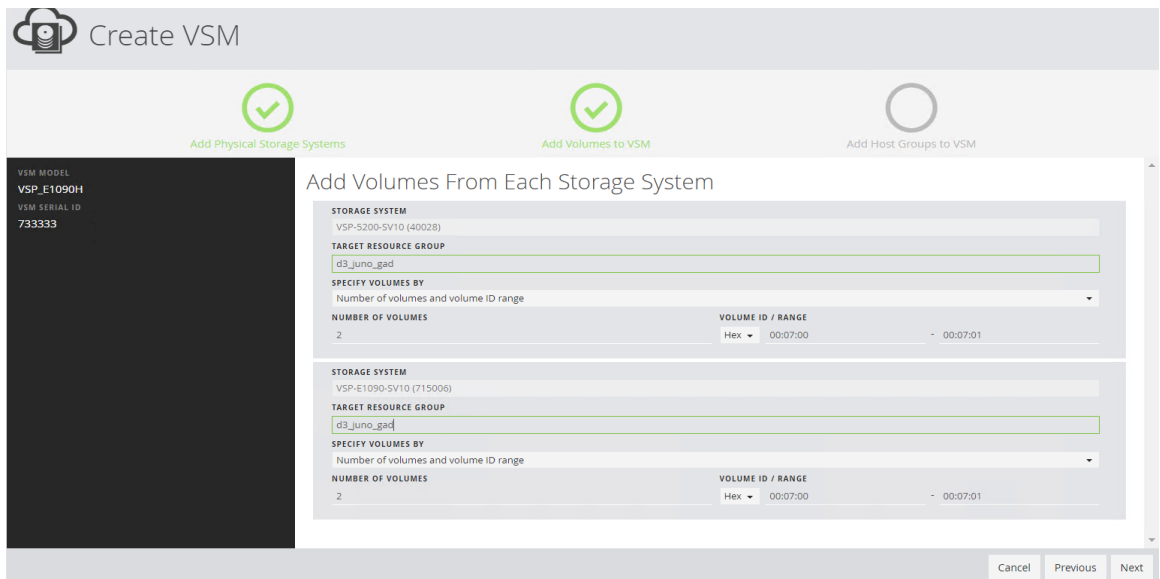 Create VSM
Add Physical Storage Systems
Add Volumes to VSM
Add Host Groups to VSM
VSM MODEL
VSP_E1090H
VSM SERIAL ID
733333
Add Volumes From Each Storage System
STORAGE SYSTEM
VSP-5200-SV10 (40028)
TARGET RESOURCE GROUP
d3_juno_gad
SPECIFY VOLUMES BY
Number of volumes and volume ID range
NUMBER OF VOLUMES VOLUME ID / RANGE
2 Hex 00:07:00 - 00:07:01
STORAGE SYSTEM
VSP-E1090-SV10 (715006)
TARGET RESOURCE GROUP
d3_juno_gad
SPECIFY VOLUMES BY
Number of volumes and volume ID range
NUMBER OF VOLUMES VOLUME ID / RANGE
2 Hex 00:07:00 - 00:07:01
Cancel Previous Next